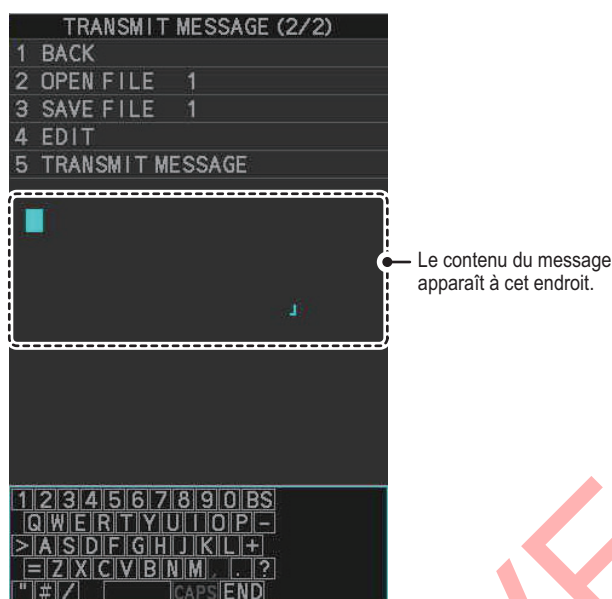 TRANSMIT MESSAGE (2/2)
1 BACK
2 OPEN FILE 1
3 SAVE FILE 1
4 EDIT
5 TRANSMIT MESSAGE
Le contenu du message
apparaît à cet endroit.
1 2 3 4 5 6 7 8 9 0 BS
Q W E R T Y U I O P -
> A S D F G H J K L +
= Z X C V B N M , . ?
" # / CAPS END